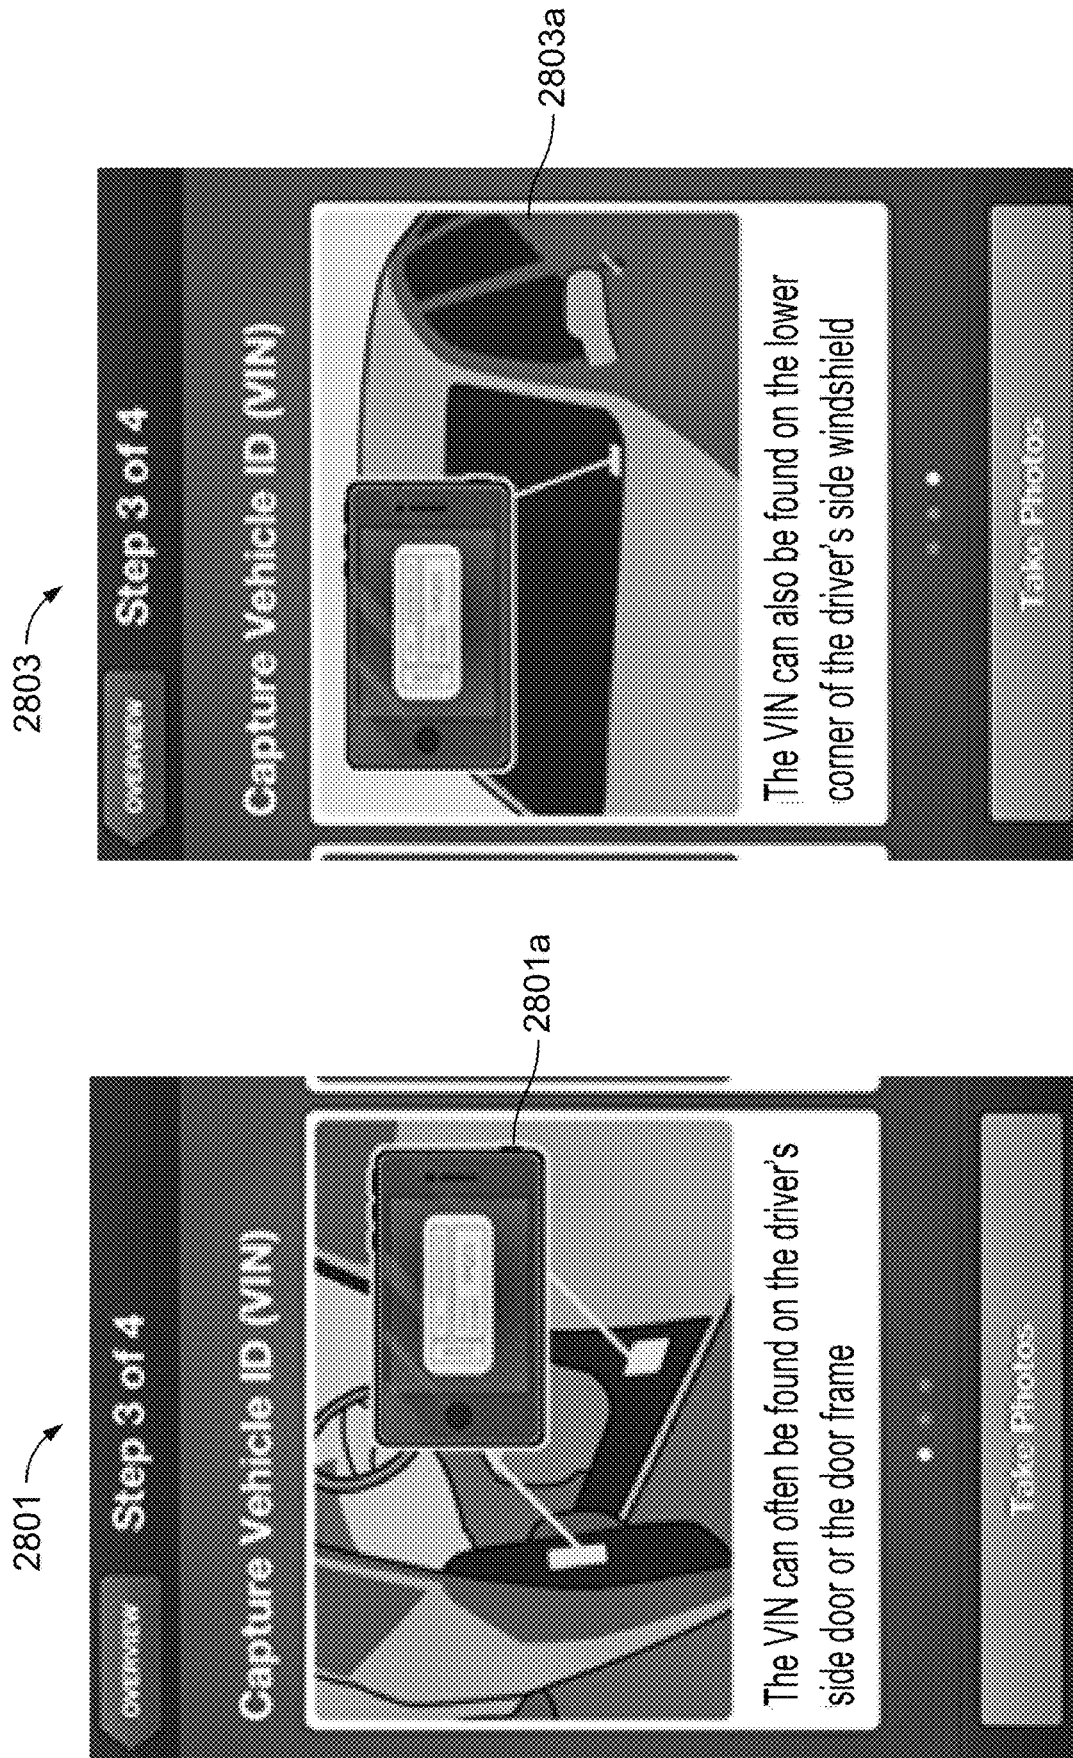 2801
Overview
Step 3 of 4
Capture Vehicle ID (VIN)
2801a
The VIN can often be found on the driver's
side door or the door frame
Take Photos
2803
Overview
Step 3 of 4
Capture Vehicle ID (VIN)
2803a
The VIN can also be found on the lower
corner of the driver's side windshield
Take Photos